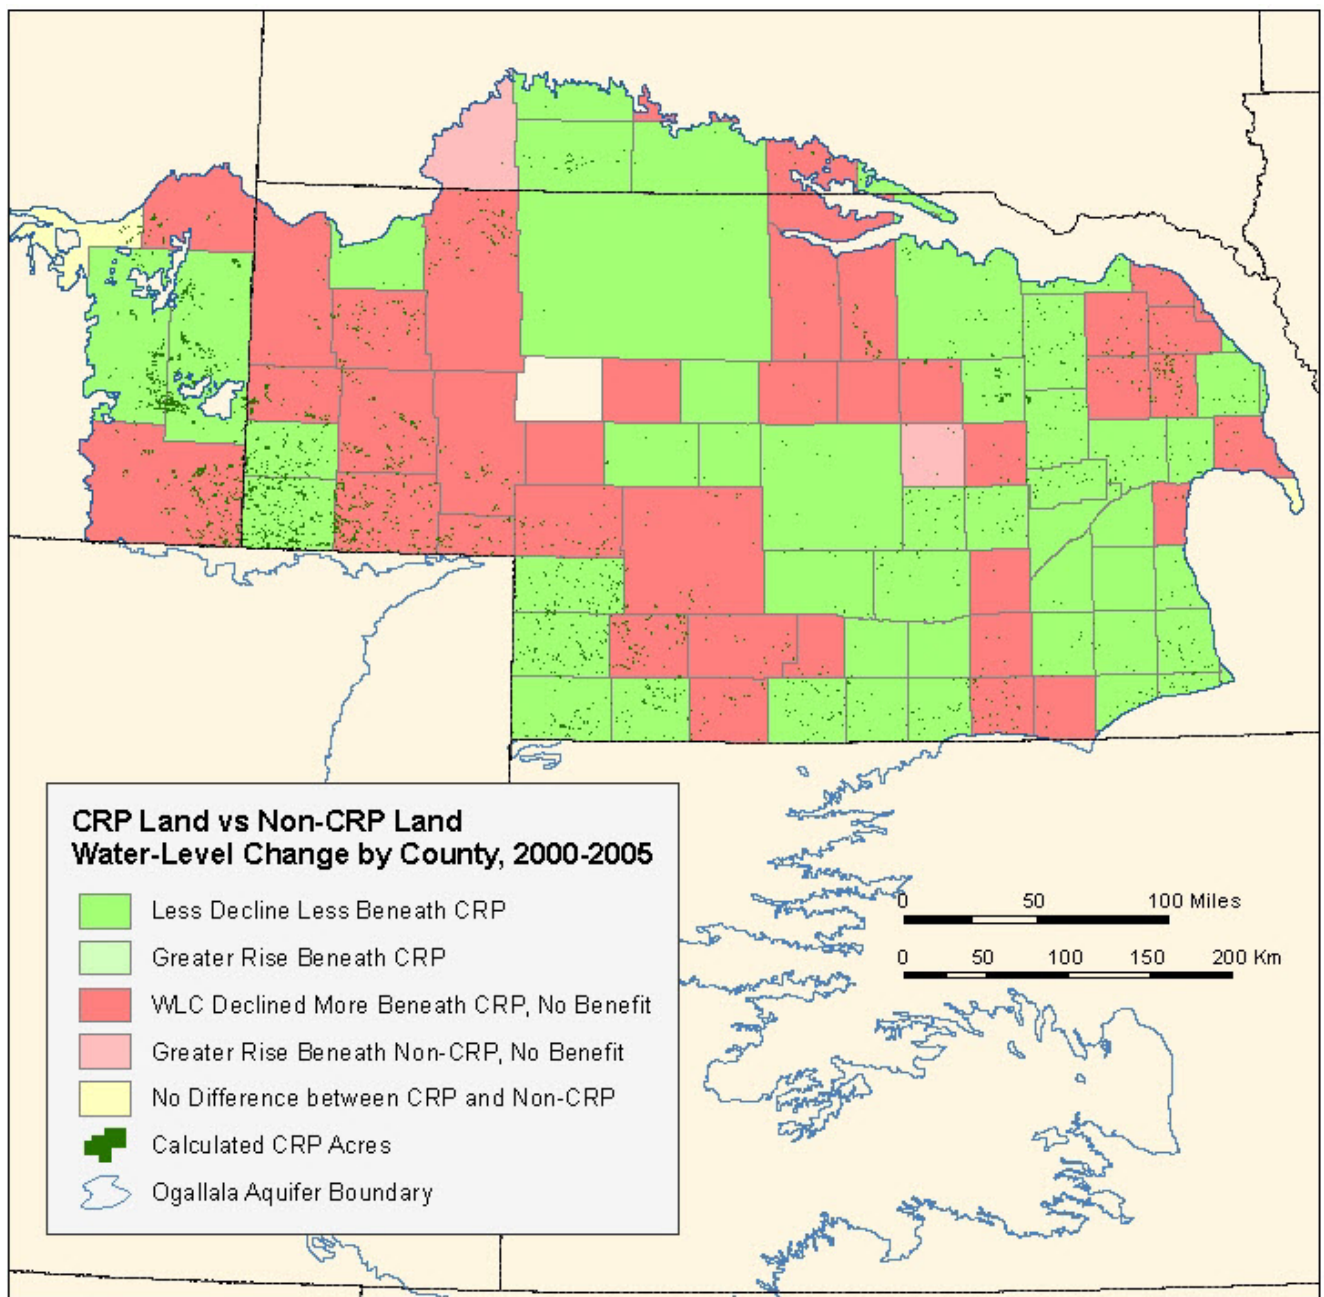 CRP Land vs Non-CRP Land
Water-Level Change by County, 2000-2005
Less Decline Less Beneath CRP
Greater Rise Beneath CRP
WLC Declined More Beneath CRP, No Benefit
Greater Rise Beneath Non-CRP, No Benefit
No Difference between CRP and Non-CRP
Calculated CRP Acres
Ogallala Aquifer Boundary
0 50 100 Miles
0 50 100 150 200 Km